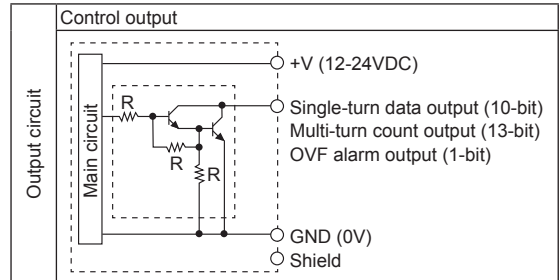 Control output
Output circuit
Main circuit
+V (12-24VDC)
R
Single-turn data output (10-bit)
Multi-turn count output (13-bit)
OVF alarm output (1-bit)
R
R
GND (0V)
Shield